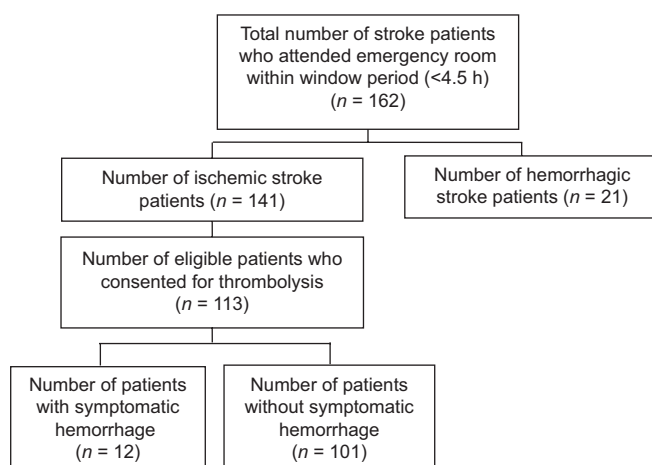 Total number of stroke patients
who attended emergency room
within window period (<4.5 h)
(n = 162)
Number of ischemic stroke
patients (n = 141)
Number of hemorrhagic
stroke patients (n = 21)
Number of eligible patients who
consented for thrombolysis
(n = 113)
Number of patients
with symptomatic
hemorrhage
(n = 12)
Number of patients
without symptomatic
hemorrhage
(n = 101)